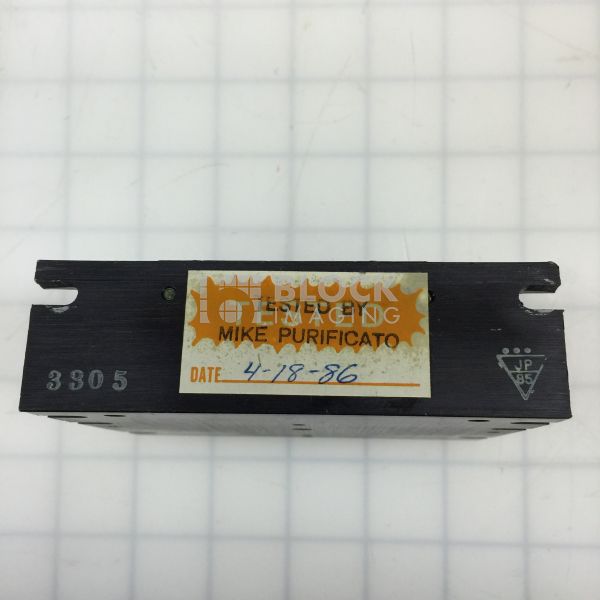 BLOCK
IMAGING
TESTED BY
MIKE PURIFICATO
DATE 4-18-86
3305
JP
85